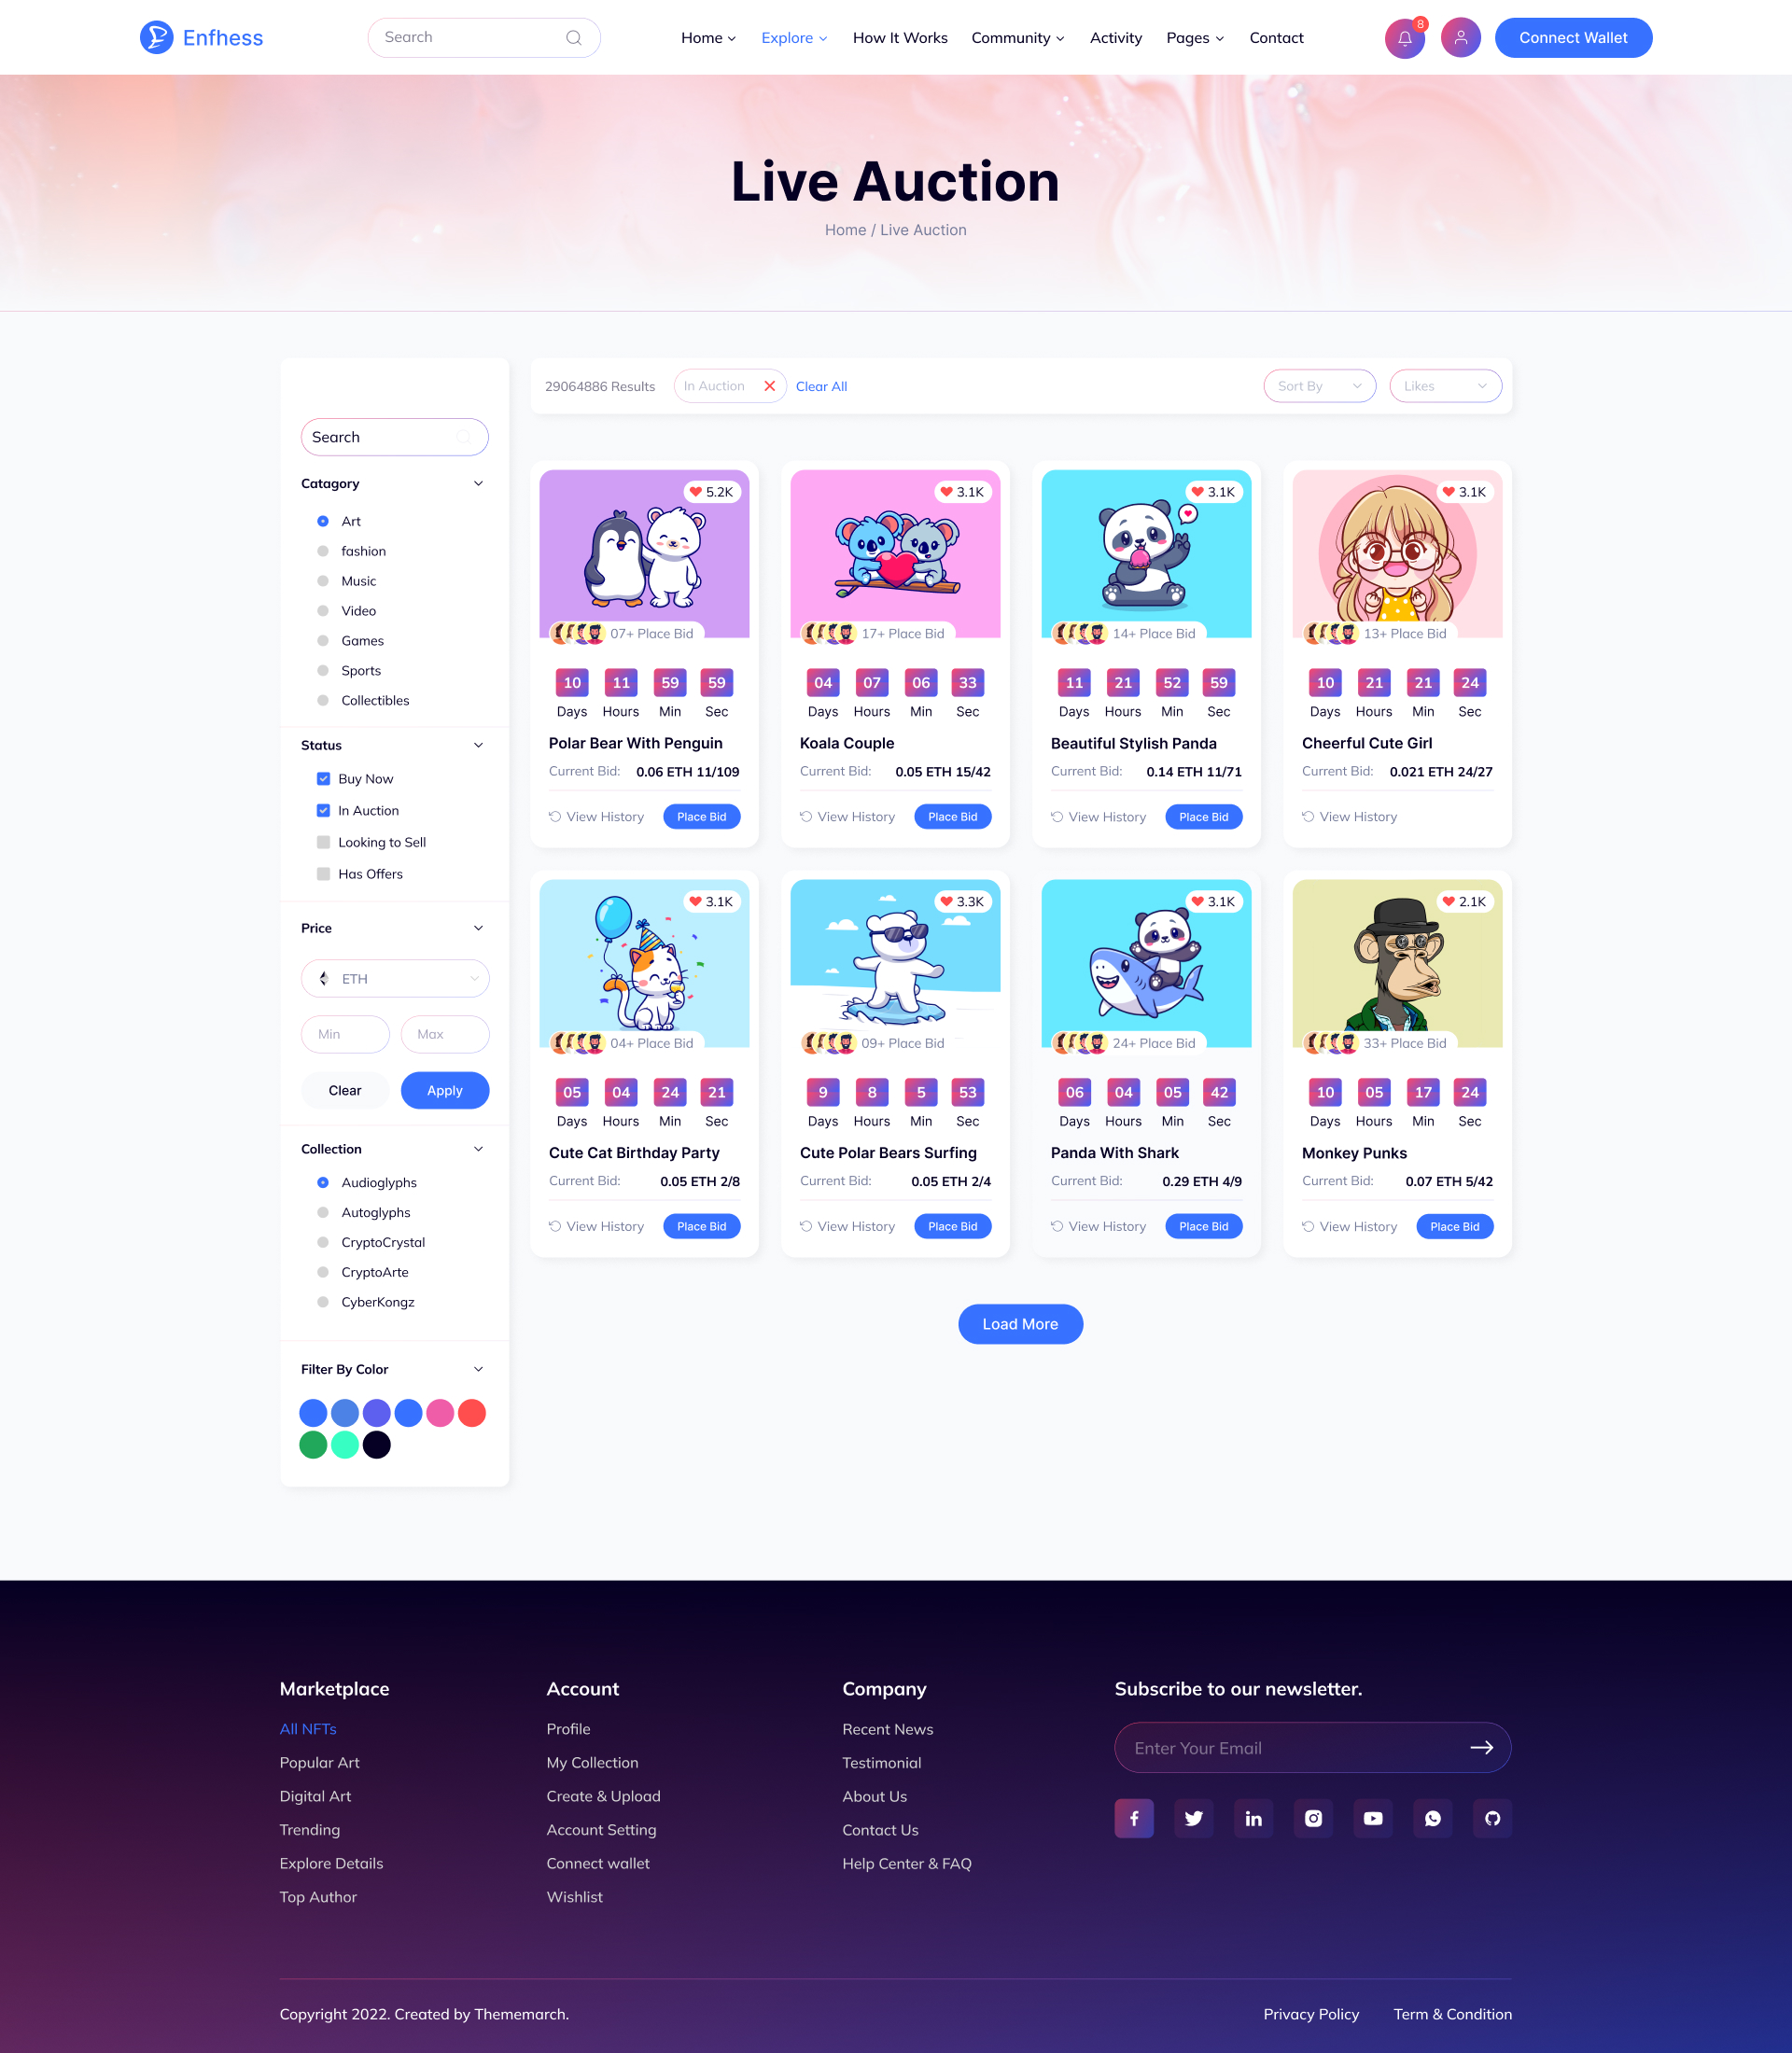 Enfhess
Search
Home
Explore
How It Works
Community
Activity
Pages
Contact
8
Connect Wallet
Live Auction
Home / Live Auction
Search
Catagory
Art
fashion
Music
Video
Games
Sports
Collectibles
Status
Buy Now
In Auction
Looking to Sell
Has Offers
Price
ETH
Min Max
Clear Apply
Collection
Audioglyphs
Autoglyphs
CryptoCrystal
CryptoArte
CyberKongz
Filter By Color
29064886 Results In Auction Clear All Sort By Likes
5.2K
07+ Place Bid
10 11 59 59
Days Hours Min Sec
Polar Bear With Penguin
Current Bid: 0.06 ETH 11/109
View History Place Bid
3.1K
17+ Place Bid
04 07 06 33
Days Hours Min Sec
Koala Couple
Current Bid: 0.05 ETH 15/42
View History Place Bid
3.1K
14+ Place Bid
11 21 52 59
Days Hours Min Sec
Beautiful Stylish Panda
Current Bid: 0.14 ETH 11/71
View History Place Bid
3.1K
13+ Place Bid
10 21 21 24
Days Hours Min Sec
Cheerful Cute Girl
Current Bid: 0.021 ETH 24/27
View History
3.1K
04+ Place Bid
05 04 24 21
Days Hours Min Sec
Cute Cat Birthday Party
Current Bid: 0.05 ETH 2/8
View History Place Bid
3.3K
09+ Place Bid
9 8 5 53
Days Hours Min Sec
Cute Polar Bears Surfing
Current Bid: 0.05 ETH 2/4
View History Place Bid
3.1K
24+ Place Bid
06 04 05 42
Days Hours Min Sec
Panda With Shark
Current Bid: 0.29 ETH 4/9
View History Place Bid
2.1K
33+ Place Bid
10 05 17 24
Days Hours Min Sec
Monkey Punks
Current Bid: 0.07 ETH 5/42
View History Place Bid
Load More
Marketplace
All NFTs
Popular Art
Digital Art
Trending
Explore Details
Top Author
Account
Profile
My Collection
Create & Upload
Account Setting
Connect wallet
Wishlist
Company
Recent News
Testimonial
About Us
Contact Us
Help Center & FAQ
Subscribe to our newsletter.
Enter Your Email
Copyright 2022. Created by Thememarch.
Privacy Policy Term & Condition